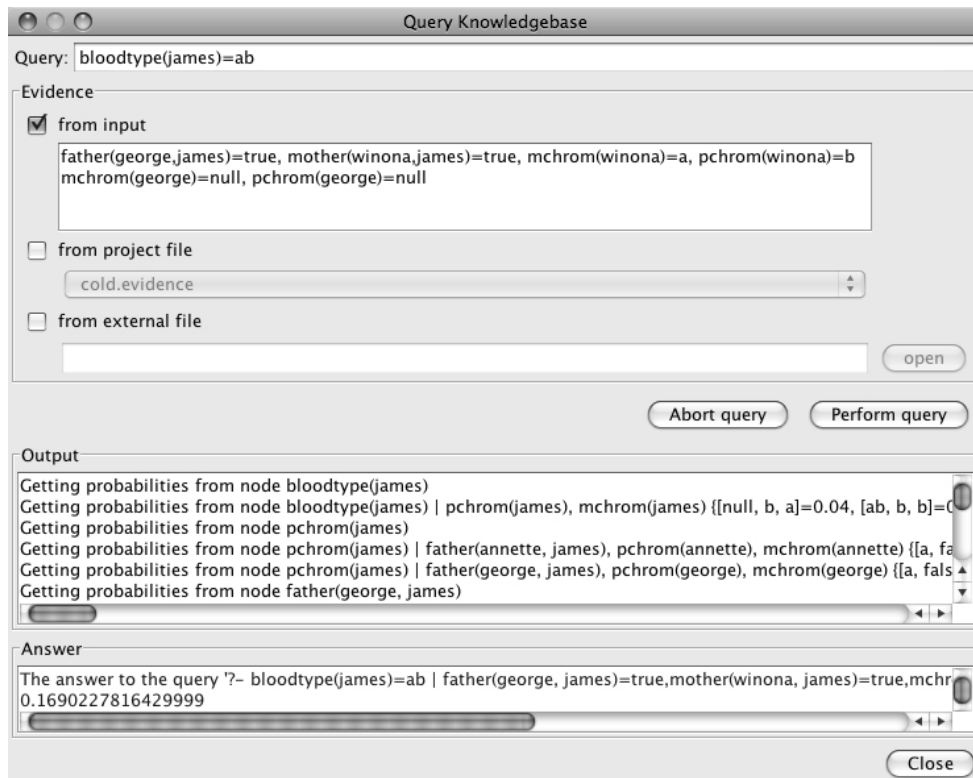 Query Knowledgebase
Query: bloodtype(james)=ab
Evidence
from input
father(george,james)=true, mother(winona,james)=true, mchrom(winona)=a, pchrom(winona)=b
mchrom(george)=null, pchrom(george)=null
from project file
cold.evidence
from external file
open
Abort query Perform query
Output
Getting probabilities from node bloodtype(james)
Getting probabilities from node bloodtype(james) | pchrom(james), mchrom(james) {[null, b, a]=0.04, [ab, b, b]=
Getting probabilities from node pchrom(james)
Getting probabilities from node pchrom(james) | father(annette, james), pchrom(annette), mchrom(annette) {[a, fa
Getting probabilities from node pchrom(james) | father(george, james), pchrom(george), mchrom(george) {[a, fals
Getting probabilities from node father(george, james)
Answer
The answer to the query '?- bloodtype(james)=ab | father(george, james)=true,mother(winona, james)=true,mchr
0.1690227816429999
Close